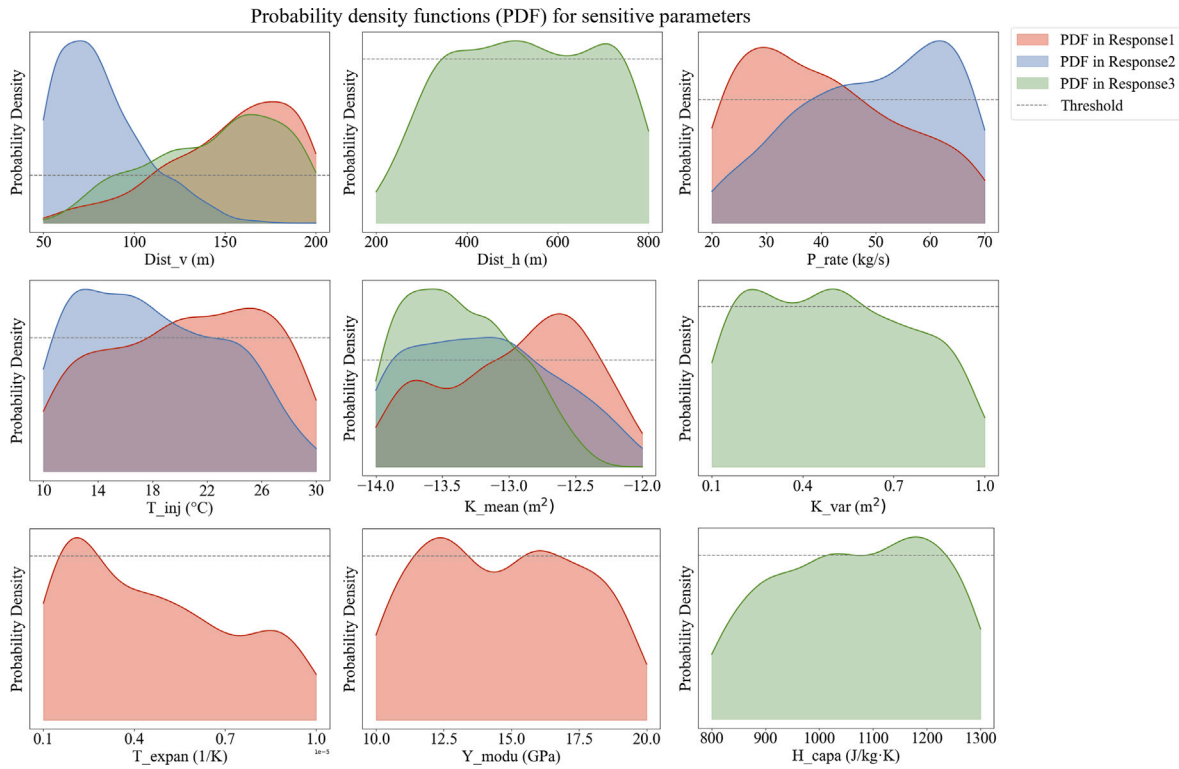 Probability density functions (PDF) for sensitive parameters
PDF in Response1
PDF in Response2
PDF in Response3
Threshold
Probability Density
50 100 150 200
Dist_v (m)
Probability Density
200 400 600 800
Dist_h (m)
Probability Density
20 30 40 50 60 70
P_rate (kg/s)
Probability Density
10 14 18 22 26 30
T_inj (°C)
Probability Density
−14.0 −13.5 −13.0 −12.5 −12.0
K_mean (m²)
Probability Density
0.1 0.4 0.7 1.0
K_var (m²)
Probability Density
0.1 0.4 0.7 1.0
1e−5
T_expan (1/K)
Probability Density
10.0 12.5 15.0 17.5 20.0
Y_modu (GPa)
Probability Density
800 900 1000 1100 1200 1300
H_capa (J/kg·K)